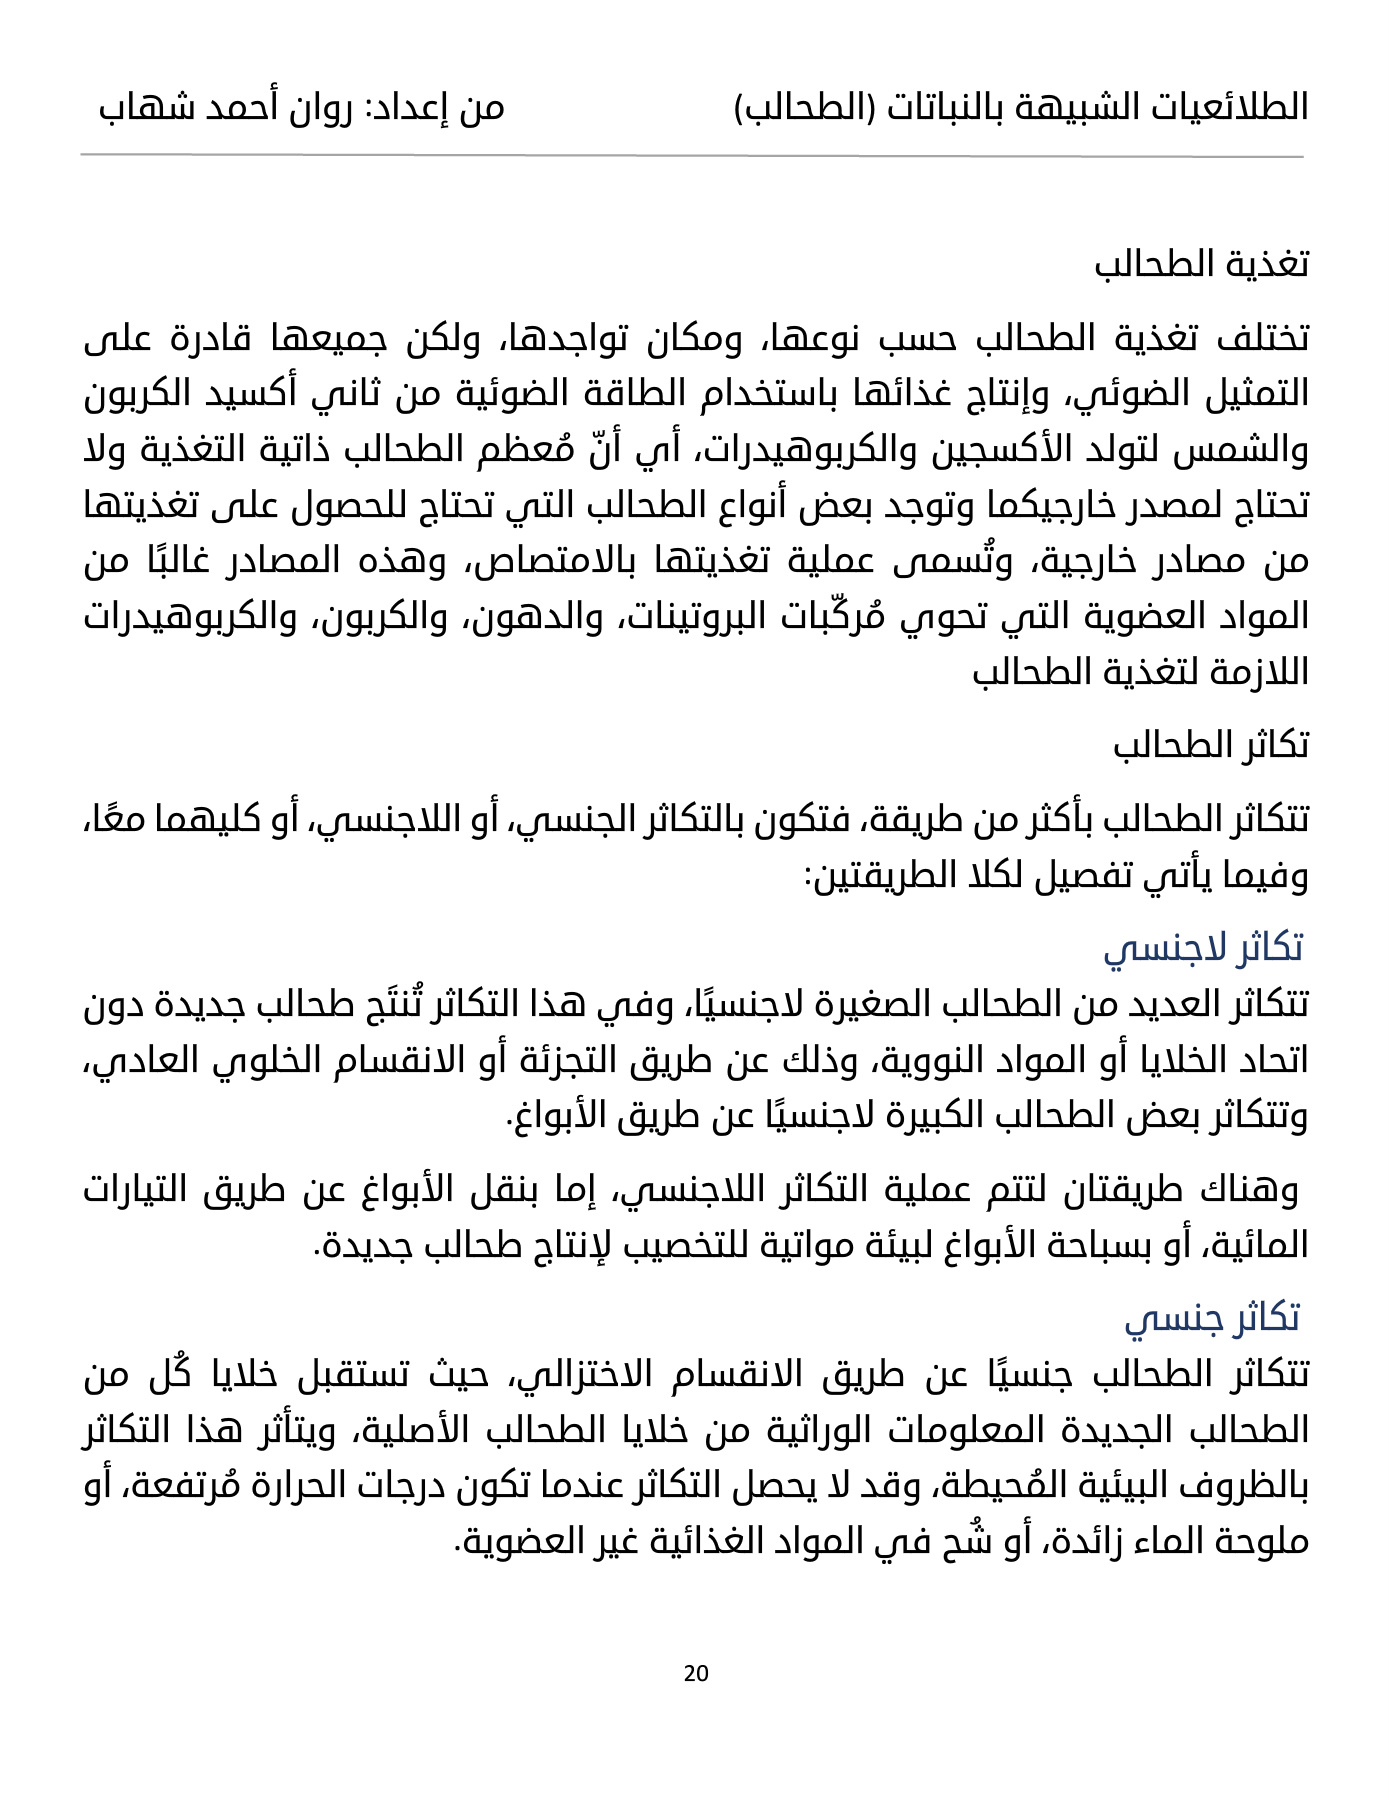 الطلائعيات الشبيهة بالنباتات (الطحالب) من إعداد: روان أحمد شهاب
تغذية الطحالب
تختلف تغذية الطحالب حسب نوعها، ومكان تواجدها، ولكن جميعها قادرة على
التمثيل الضوئي، وإنتاج غذائها باستخدام الطاقة الضوئية من ثاني أكسيد الكربون
والشمس لتولد الأكسجين والكربوهيدرات، أي أنّ مُعظم الطحالب ذاتية التغذية ولا
تحتاج لمصدر خارجيكما وتوجد بعض أنواع الطحالب التي تحتاج للحصول على تغذيتها
من مصادر خارجية، وتُسمى عملية تغذيتها بالامتصاص، وهذه المصادر غالبًا من
المواد العضوية التي تحوي مُركّبات البروتينات، والدهون، والكربون، والكربوهيدرات
اللازمة لتغذية الطحالب
تكاثر الطحالب
تتكاثر الطحالب بأكثر من طريقة، فتكون بالتكاثر الجنسي، أو اللاجنسي، أو كليهما معًا،
وفيما يأتي تفصيل لكلا الطريقتين:
تكاثر لاجنسي
تتكاثر العديد من الطحالب الصغيرة لاجنسيًا، وفي هذا التكاثر تُنتَج طحالب جديدة دون
اتحاد الخلايا أو المواد النووية، وذلك عن طريق التجزئة أو الانقسام الخلوي العادي،
وتتكاثر بعض الطحالب الكبيرة لاجنسيًا عن طريق الأبواغ.
وهناك طريقتان لتتم عملية التكاثر اللاجنسي، إما بنقل الأبواغ عن طريق التيارات
المائية، أو بسباحة الأبواغ لبيئة مواتية للتخصيب لإنتاج طحالب جديدة.
تكاثر جنسي
تتكاثر الطحالب جنسيًا عن طريق الانقسام الاختزالي، حيث تستقبل خلايا كُل من
الطحالب الجديدة المعلومات الوراثية من خلايا الطحالب الأصلية، ويتأثر هذا التكاثر
بالظروف البيئية المُحيطة، وقد لا يحصل التكاثر عندما تكون درجات الحرارة مُرتفعة، أو
ملوحة الماء زائدة، أو شُح في المواد الغذائية غير العضوية.
20